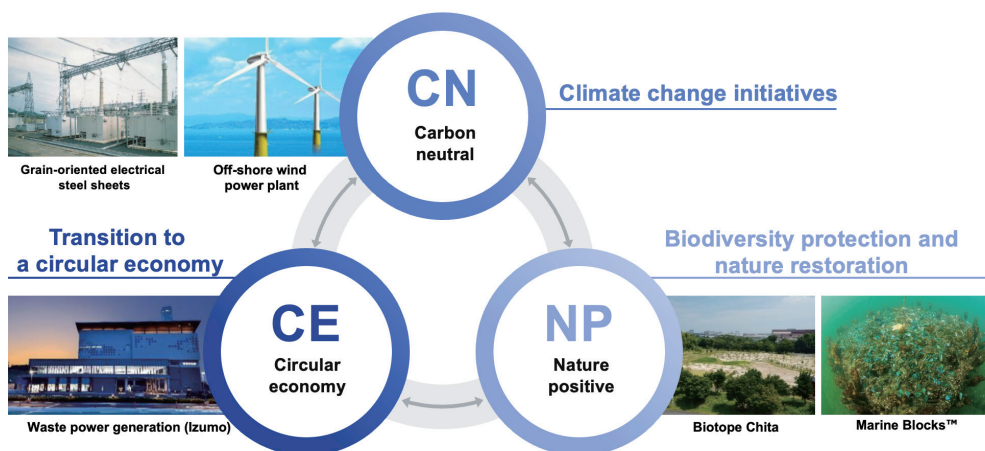 CN
Carbon
neutral
Climate change initiatives
Grain-oriented electrical
steel sheets
Off-shore wind
power plant
Transition to
a circular economy
Biodiversity protection and
nature restoration
CE
Circular
economy
NP
Nature
positive
Waste power generation (Izumo)
Biotope Chita
Marine Blocks™